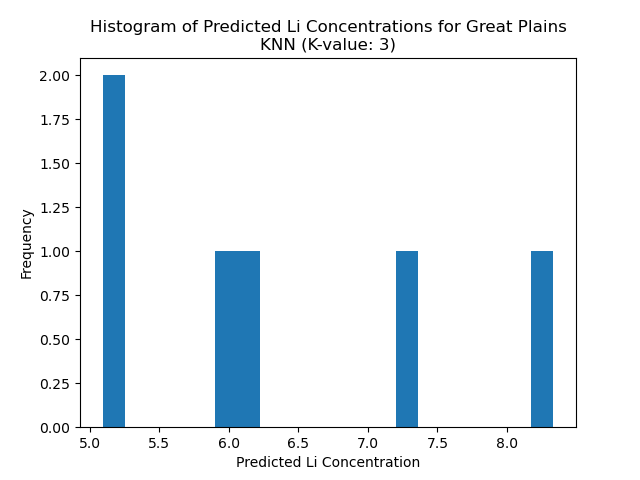 Histogram of Predicted Li Concentrations for Great Plains
KNN (K-value: 3)
2.00
1.75
1.50
1.25
1.00
0.75
0.50
0.25
0.00
Frequency
5.0 5.5 6.0 6.5 7.0 7.5 8.0
Predicted Li Concentration